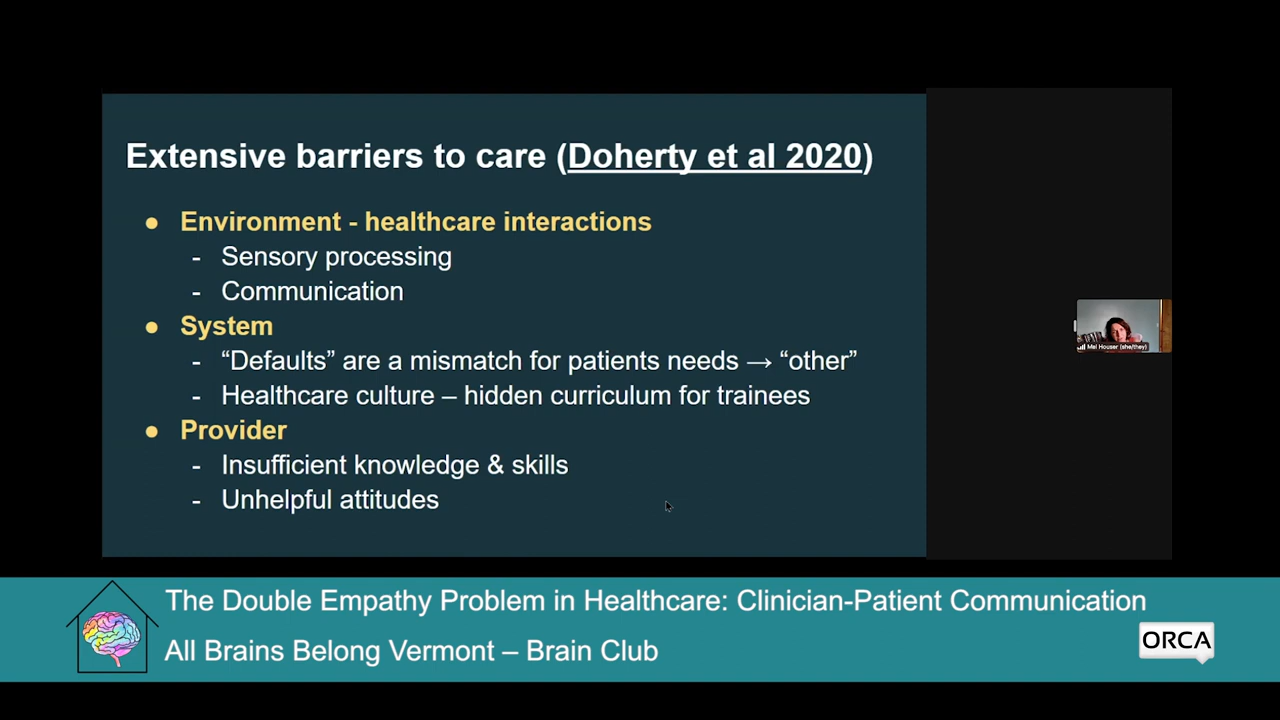 Extensive barriers to care (Doherty et al 2020)
● Environment - healthcare interactions
- Sensory processing
- Communication
● System
- “Defaults” are a mismatch for patients needs → “other”
- Healthcare culture – hidden curriculum for trainees
● Provider
- Insufficient knowledge & skills
- Unhelpful attitudes
Mel Houser (she/they)
The Double Empathy Problem in Healthcare: Clinician-Patient Communication
All Brains Belong Vermont – Brain Club
ORCA